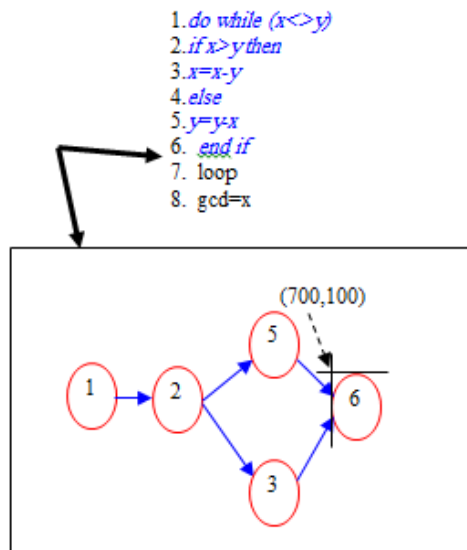 1.do while (x<>y)
2.if x>y then
3.x=x-y
4.else
5.y=y-x
6. end if
7. loop
8. gcd=x
(700,100)
5
1
2
6
3